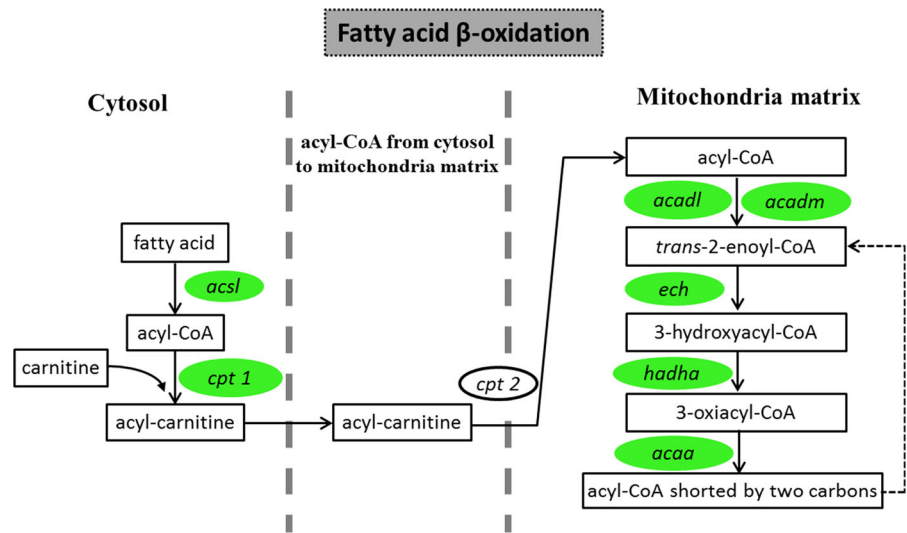 Fatty acid β-oxidation
Cytosol
acyl-CoA from cytosol
to mitochondria matrix
Mitochondria matrix
fatty acid
acsl
acyl-CoA
carnitine
cpt 1
acyl-carnitine
acyl-carnitine
cpt 2
acyl-CoA
acadl
acadm
trans-2-enoyl-CoA
ech
3-hydroxyacyl-CoA
hadha
3-oxiacyl-CoA
acaa
acyl-CoA shorted by two carbons